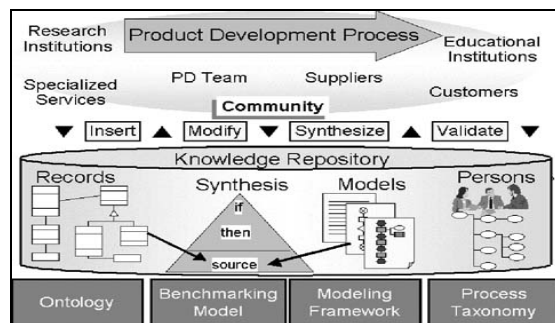 Research
Institutions
Product Development Process
Educational
Institutions
Specialized
Services
PD Team
Suppliers
Customers
Community
Insert
Modify
Synthesize
Validate
Knowledge Repository
Records
Synthesis
Models
Persons
if
then
source
Ontology
Benchmarking
Model
Modeling
Framework
Process
Taxonomy